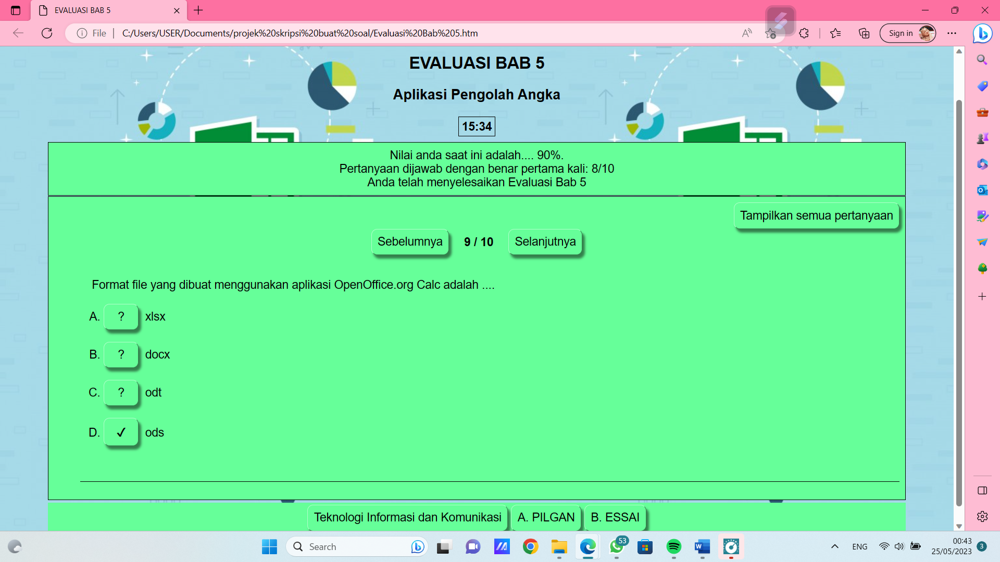 EVALUASI BAB 5
File
C:/Users/USER/Documents/projek%20skripsi%20buat%20soal/Evaluasi%20Bab%205.htm
Sign in
EVALUASI BAB 5
Aplikasi Pengolah Angka
15:34
Nilai anda saat ini adalah.... 90%.
Pertanyaan dijawab dengan benar pertama kali: 8/10
Anda telah menyelesaikan Evaluasi Bab 5
Tampilkan semua pertanyaan
Sebelumnya 9 / 10 Selanjutnya
Format file yang dibuat menggunakan aplikasi OpenOffice.org Calc adalah ....
A. ? xlsx
B. ? docx
C. ? odt
D. ✓ ods
Teknologi Informasi dan Komunikasi A. PILGAN B. ESSAI
Search
53
ENG
00:43
25/05/2023
3